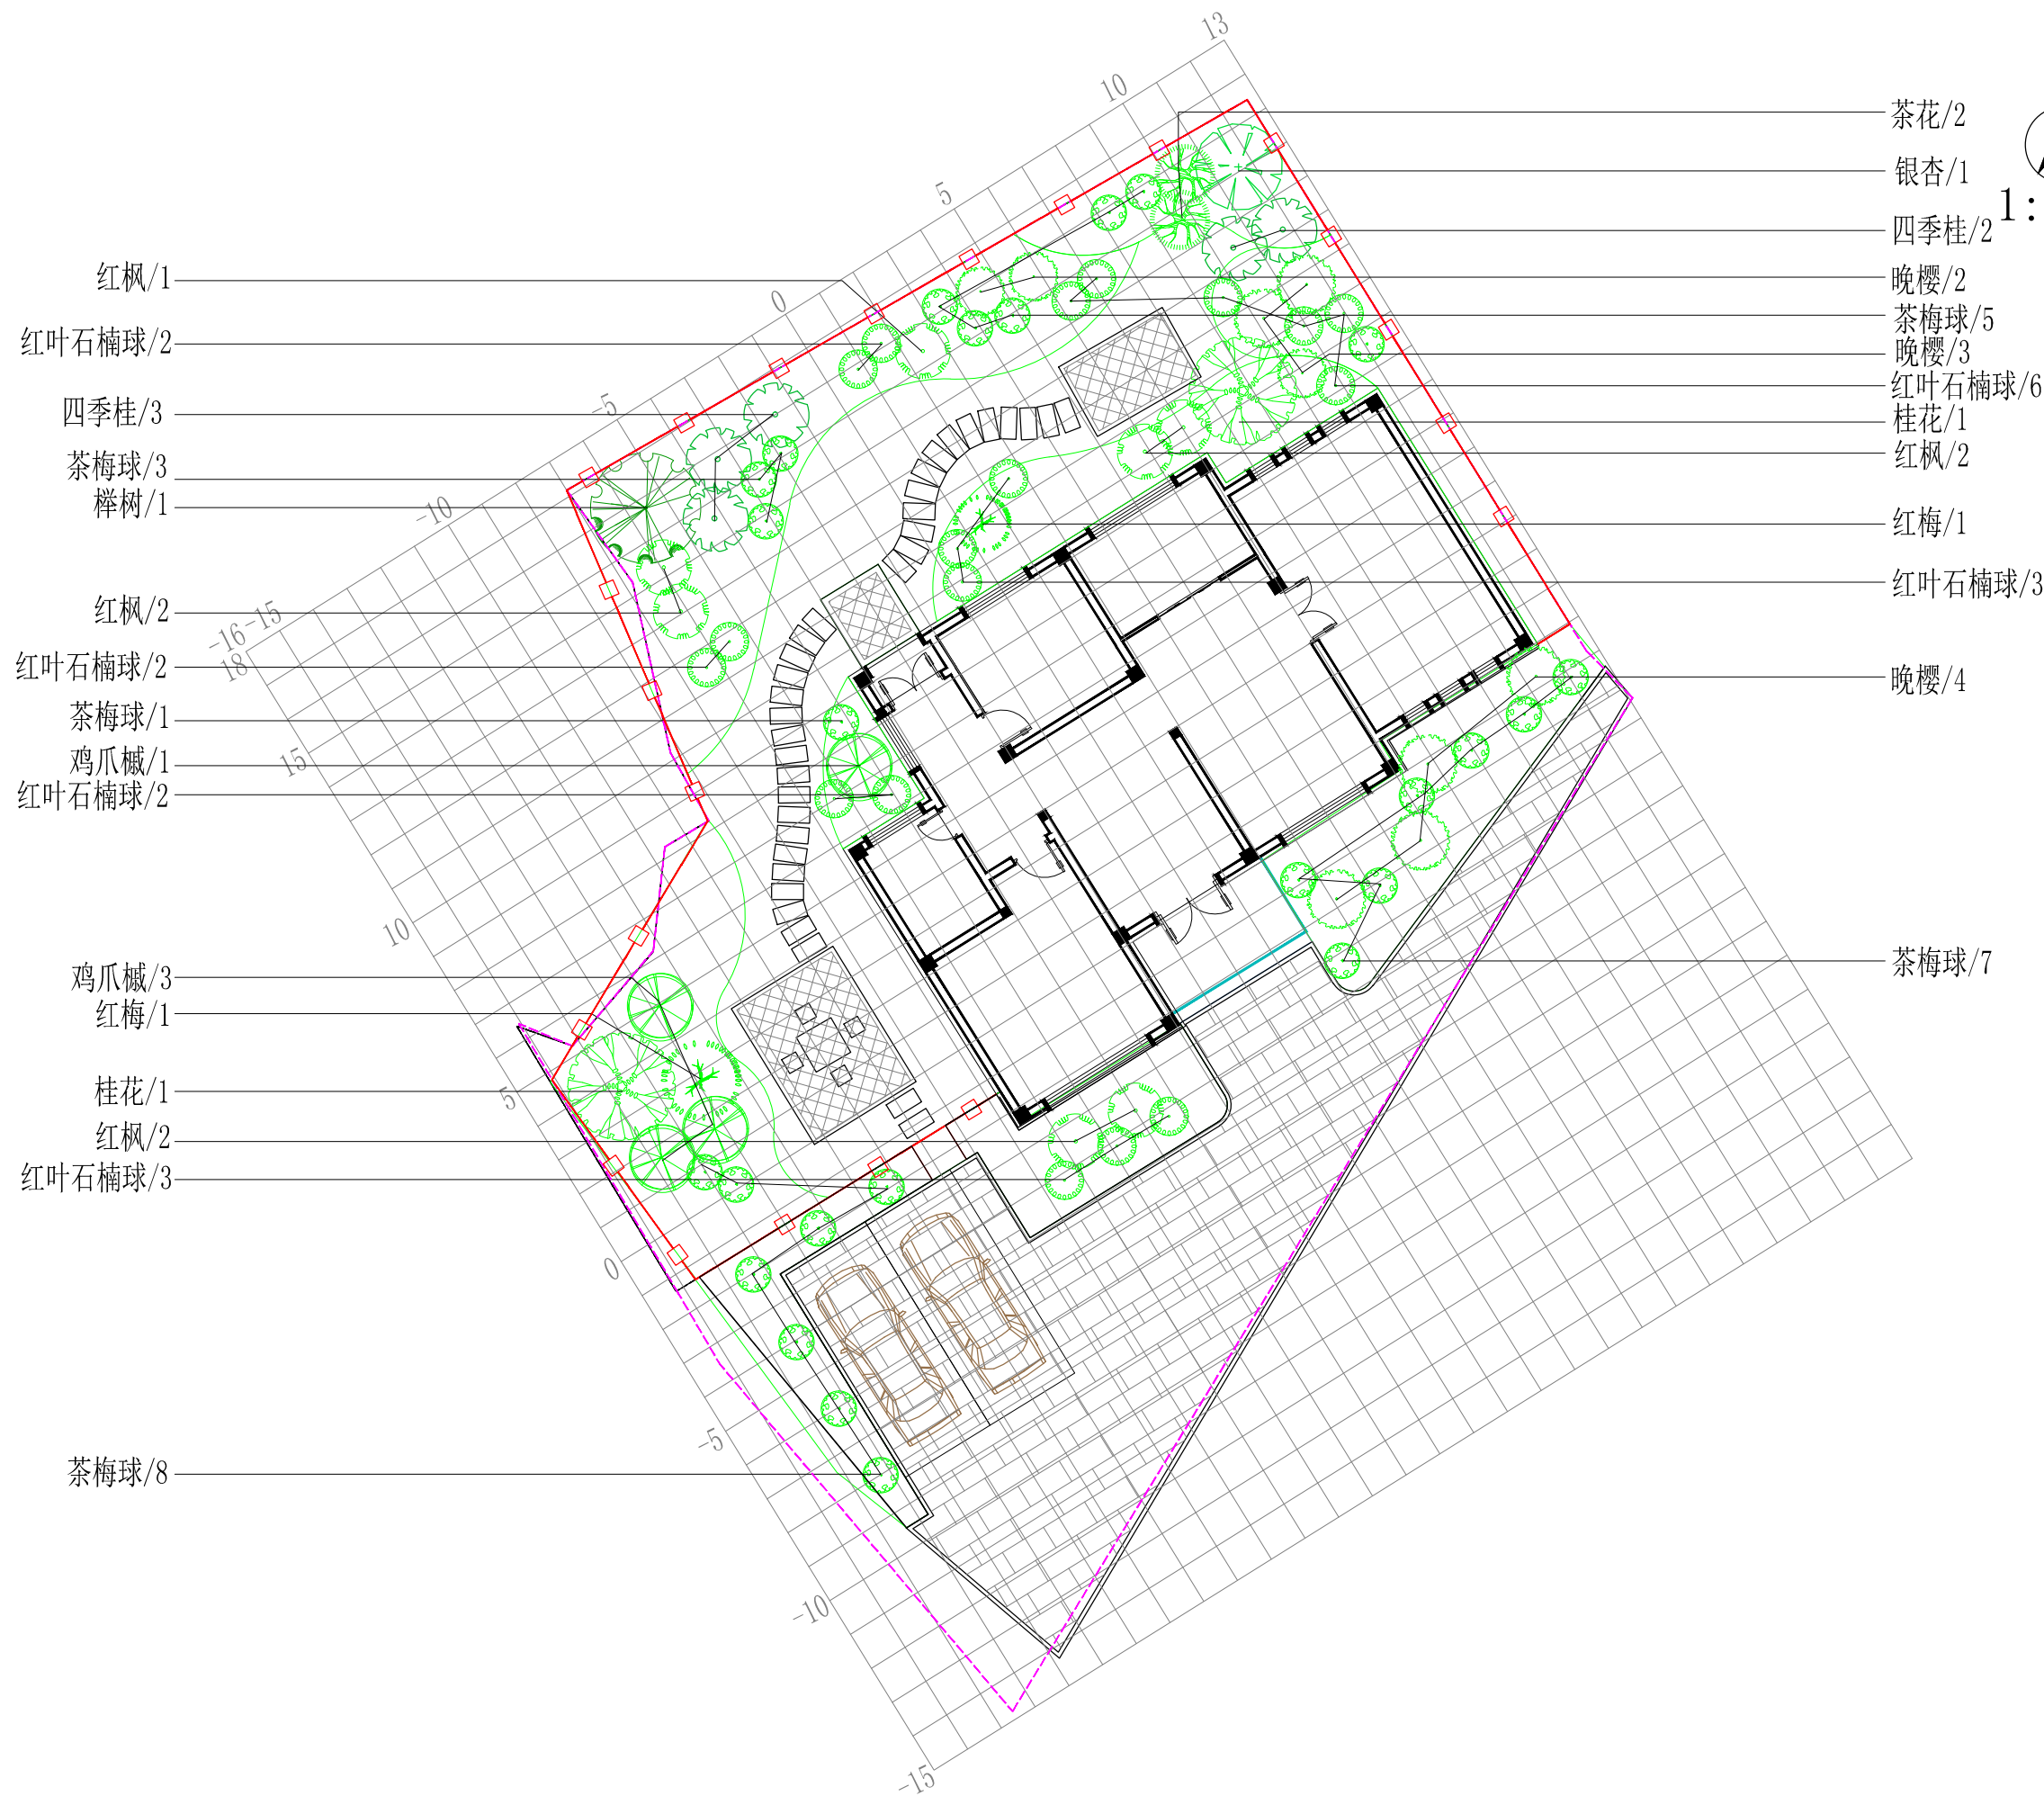 13
10
5
0
-5
-10
-16
-15
18
15
10
5
0
-5
-10
-15
红枫/1
红叶石楠球/2
四季桂/3
茶梅球/3
榉树/1
红枫/2
红叶石楠球/2
茶梅球/1
鸡爪槭/1
红叶石楠球/2
鸡爪槭/3
红梅/1
桂花/1
红枫/2
红叶石楠球/3
茶梅球/8
茶花/2
银杏/1
1:
四季桂/2
晚樱/2
茶梅球/5
晚樱/3
红叶石楠球/6
桂花/1
红枫/2
红梅/1
红叶石楠球/3
晚樱/4
茶梅球/7